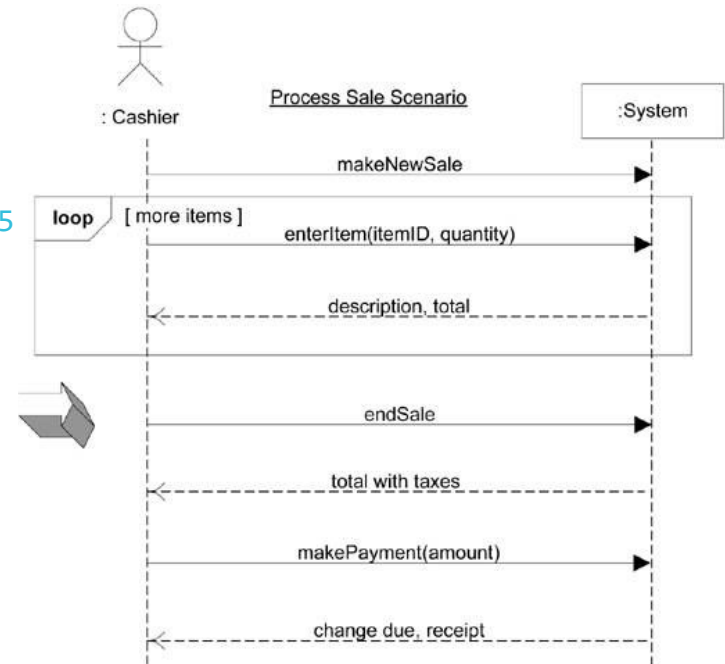 Process Sale Scenario
: Cashier
:System
makeNewSale
5
loop
[ more items ]
enterItem(itemID, quantity)
description, total
endSale
total with taxes
makePayment(amount)
change due, receipt